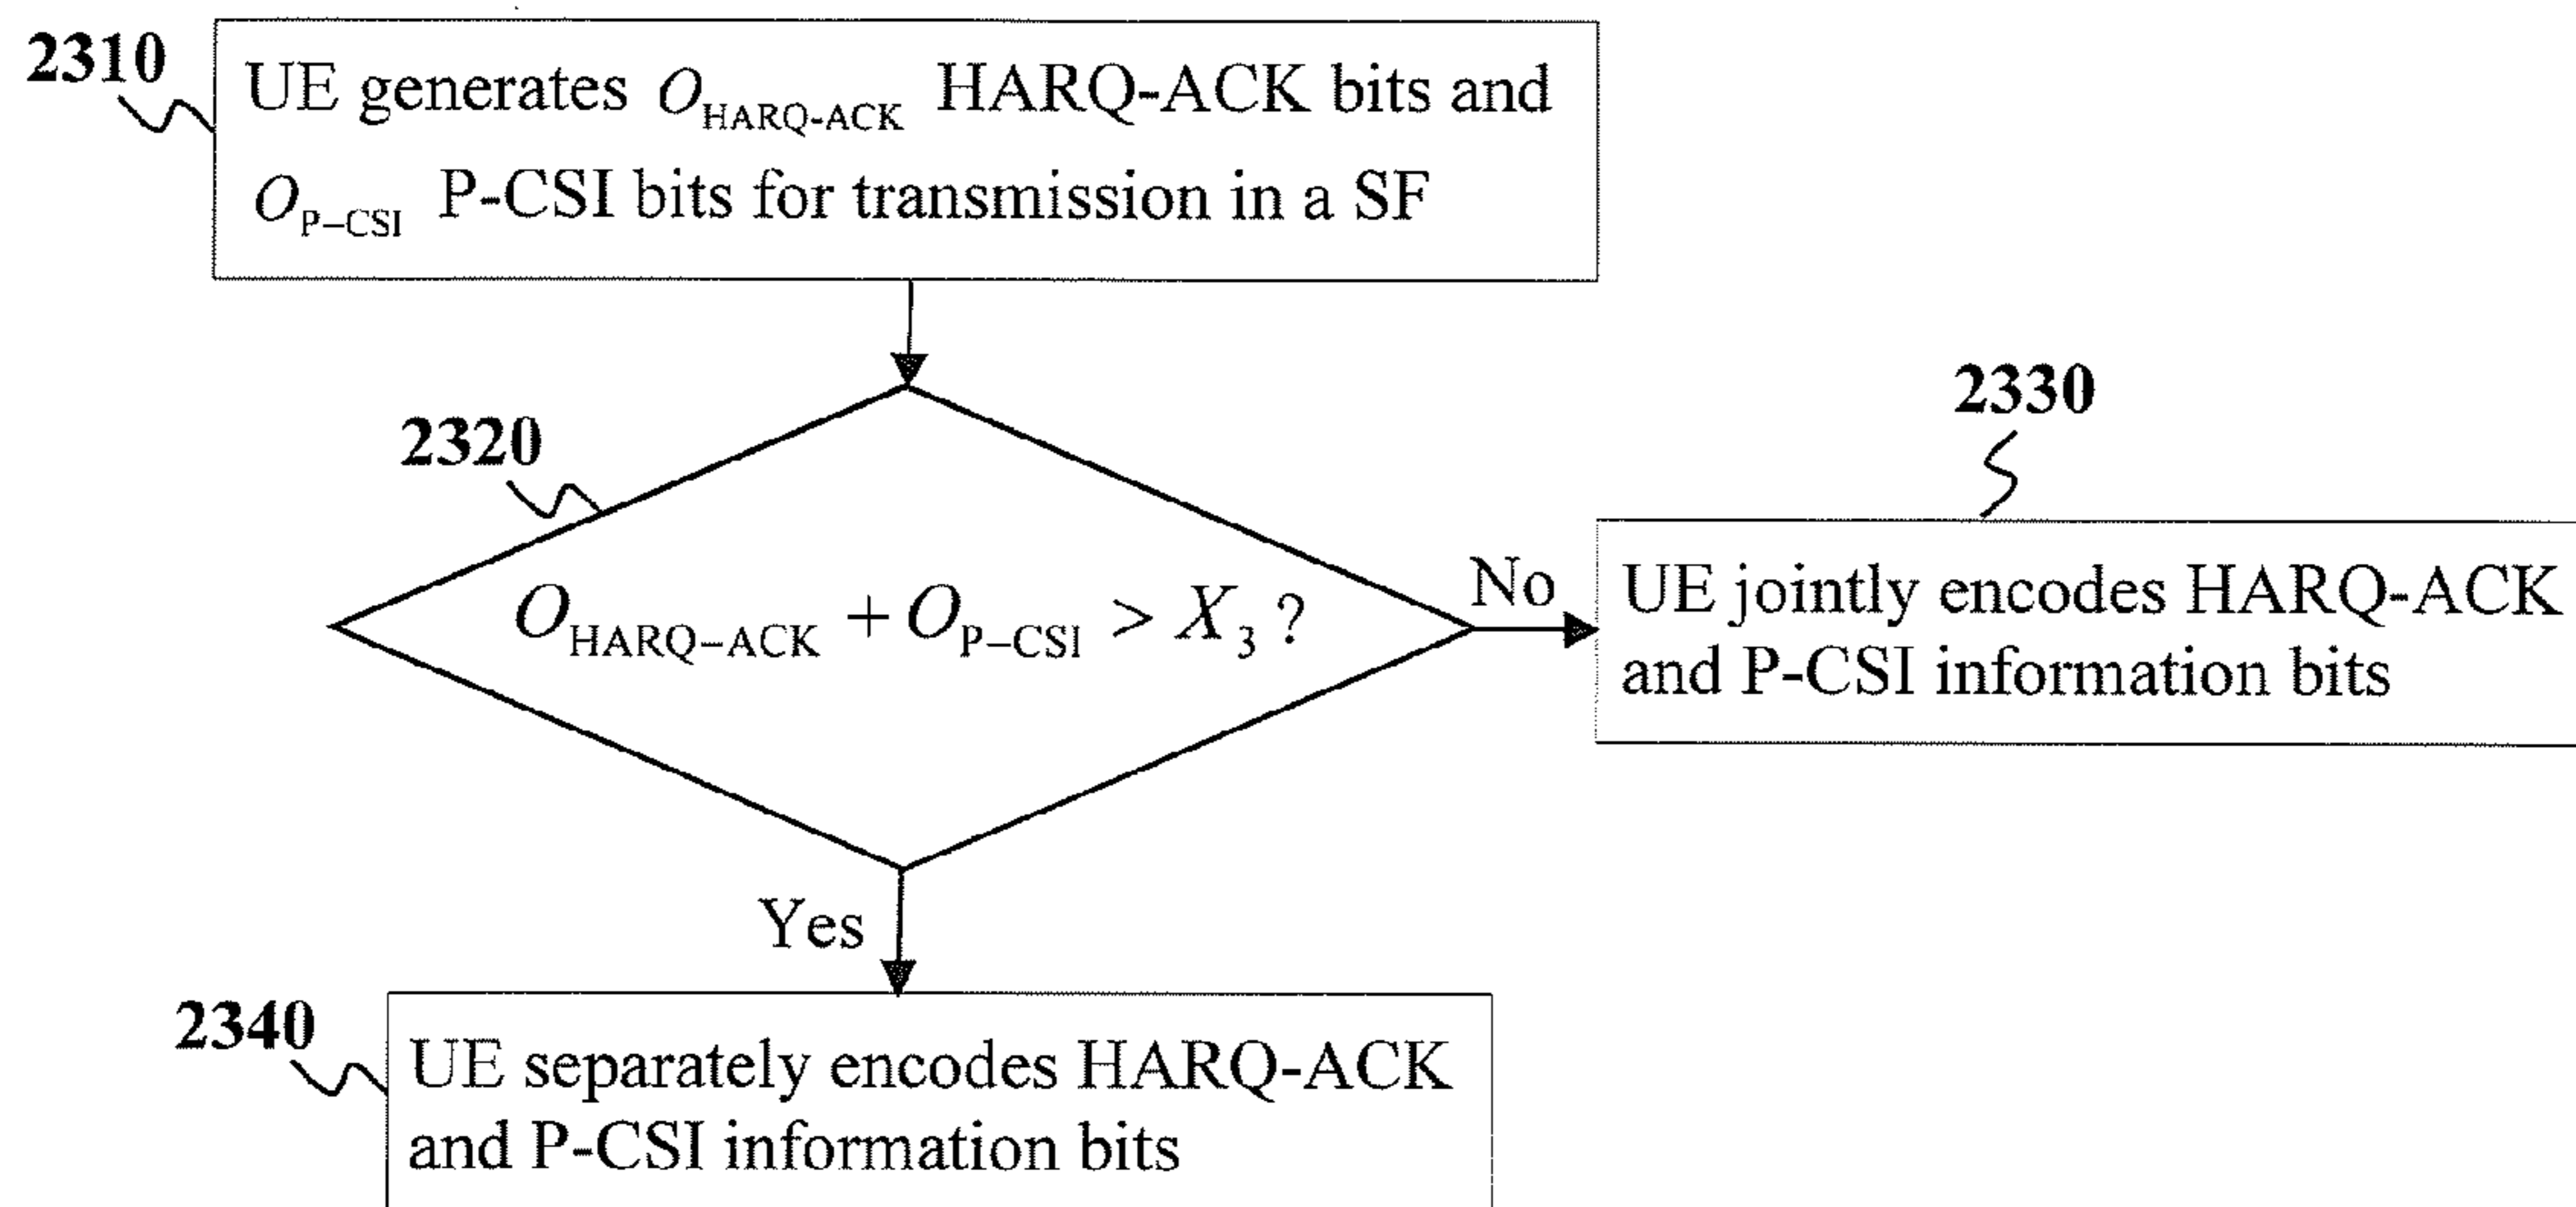 2310
UE generates O_HARQ-ACK HARQ-ACK bits and
O_P-CSI P-CSI bits for transmission in a SF
2320
O_HARQ-ACK + O_P-CSI > X_3 ?
No
2330
UE jointly encodes HARQ-ACK
and P-CSI information bits
Yes
2340
UE separately encodes HARQ-ACK
and P-CSI information bits